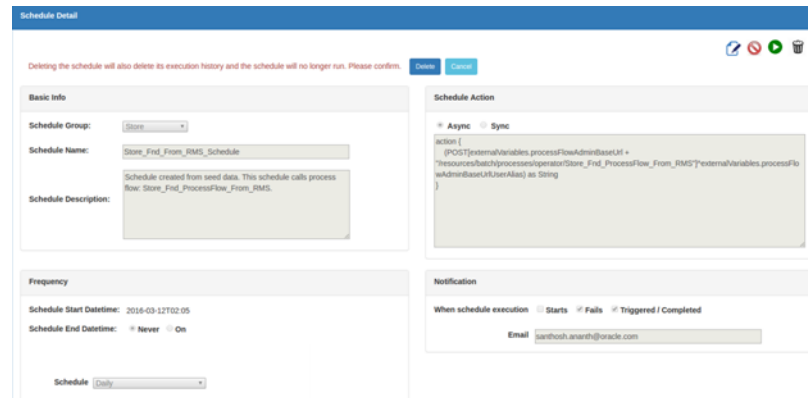 Schedule Detail
Deleting the schedule will also delete its execution history and the schedule will no longer run. Please confirm. Delete Cancel
Basic Info
Schedule Group: Store
Schedule Name: Store_Fnd_From_RMS_Schedule
Schedule Description: Schedule created from seed data. This schedule calls process
flow: Store_Fnd_ProcessFlow_From_RMS.
Schedule Action
Async Sync
action {
(POST]externalVariables.processFlowAdminBaseUrl +
"/resources/batch/processes/operator/Store_Fnd_ProcessFlow_From_RMS"]^externalVariables.processFlo
wAdminBaseUrlUserAlias) as String
}
Frequency
Schedule Start Datetime: 2016-03-12T02:05
Schedule End Datetime: Never On
Schedule Daily
Notification
When schedule execution Starts Fails Triggered / Completed
Email santhosh.ananth@oracle.com